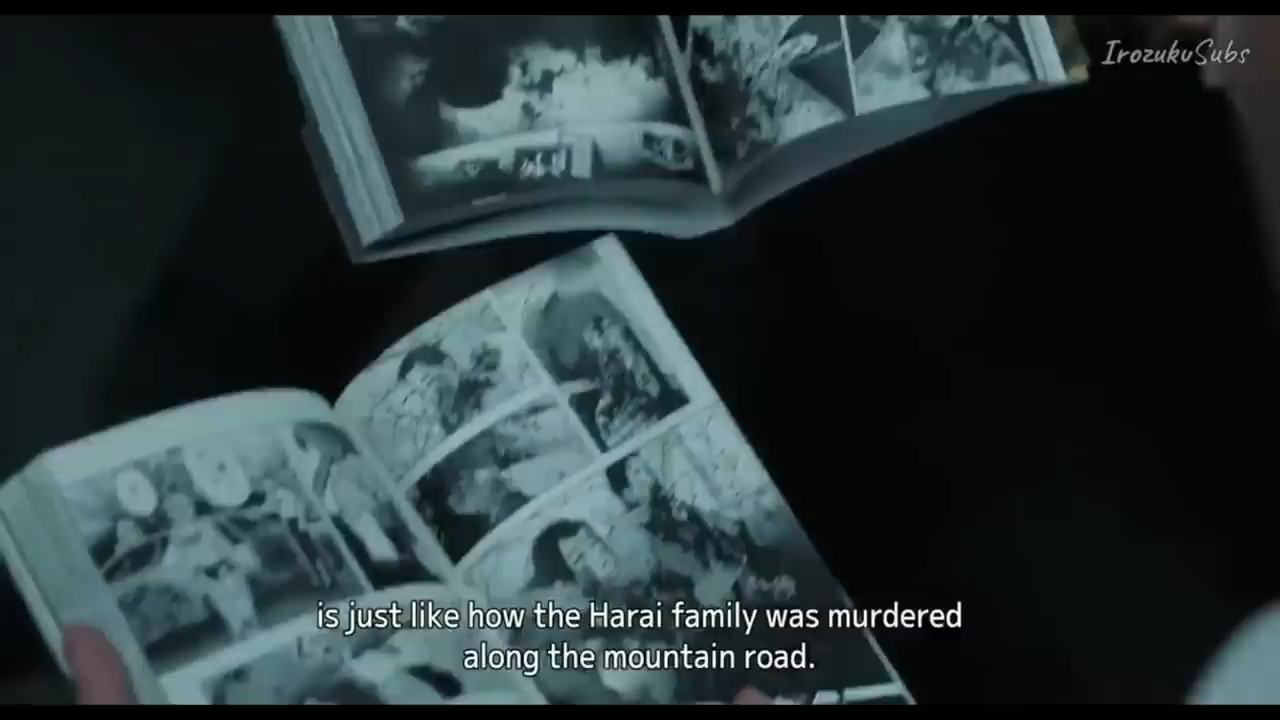 IrozukuSubs
is just like how the Harai family was murdered
along the mountain road.